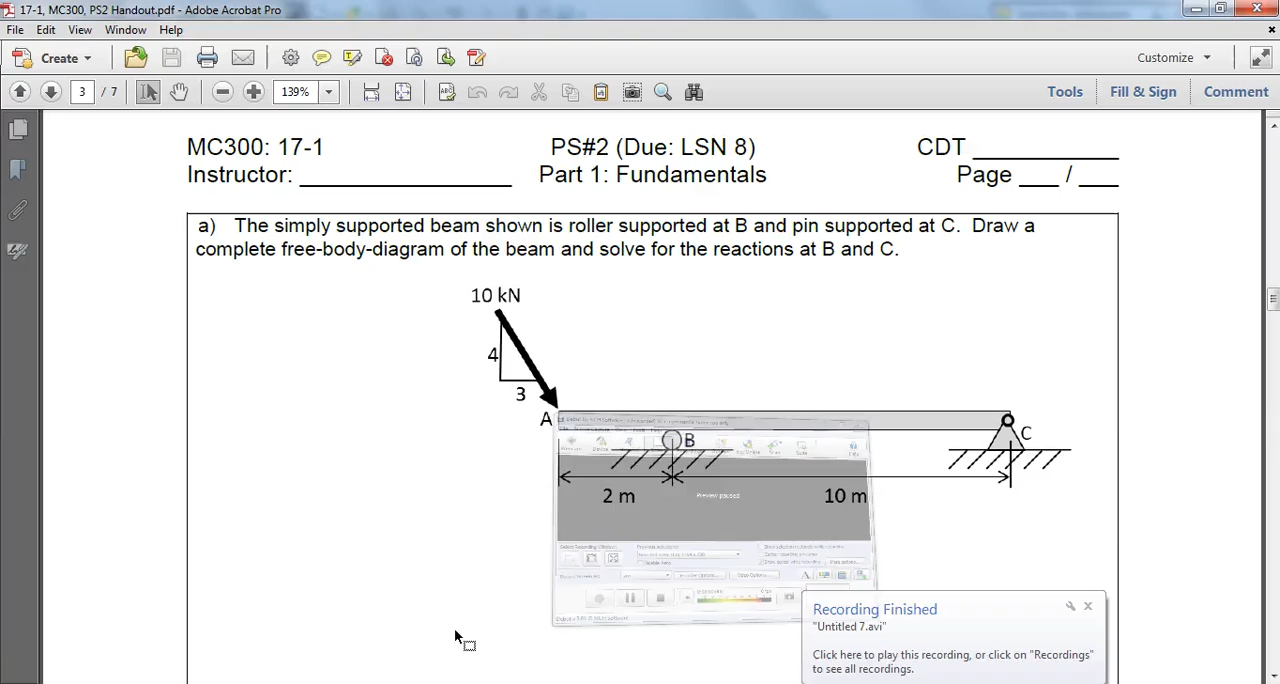 17-1, MC300, PS2 Handout.pdf - Adobe Acrobat Pro
File Edit View Window Help
Create Customize
3 / 7 139% Tools Fill & Sign Comment
MC300: 17-1 PS#2 (Due: LSN 8) CDT
Instructor: Part 1: Fundamentals Page /
a) The simply supported beam shown is roller supported at B and pin supported at C. Draw a
complete free-body-diagram of the beam and solve for the reactions at B and C.
10 kN
4
3
A
B
C
2 m 10 m
Preview paused
Recording Finished
"Untitled 7.avi"
Click here to play this recording, or click on "Recordings"
to see all recordings.